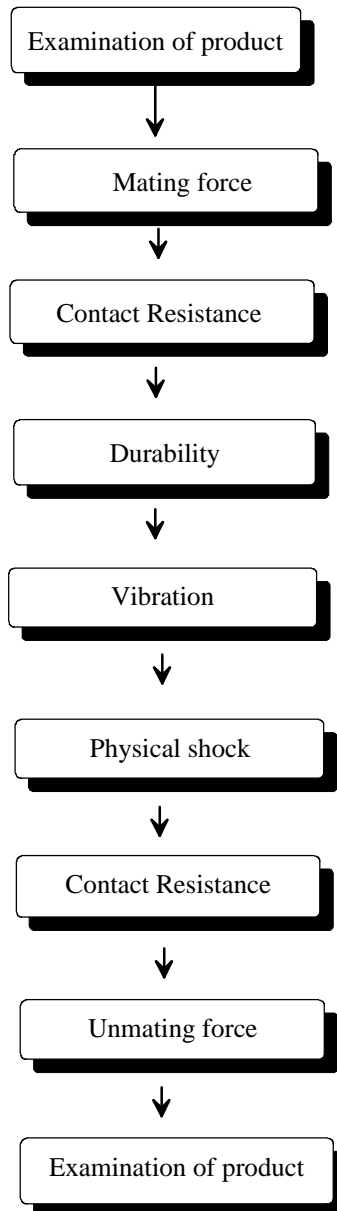 Examination of product
Mating force
Contact Resistance
Durability
Vibration
Physical shock
Contact Resistance
Unmating force
Examination of product